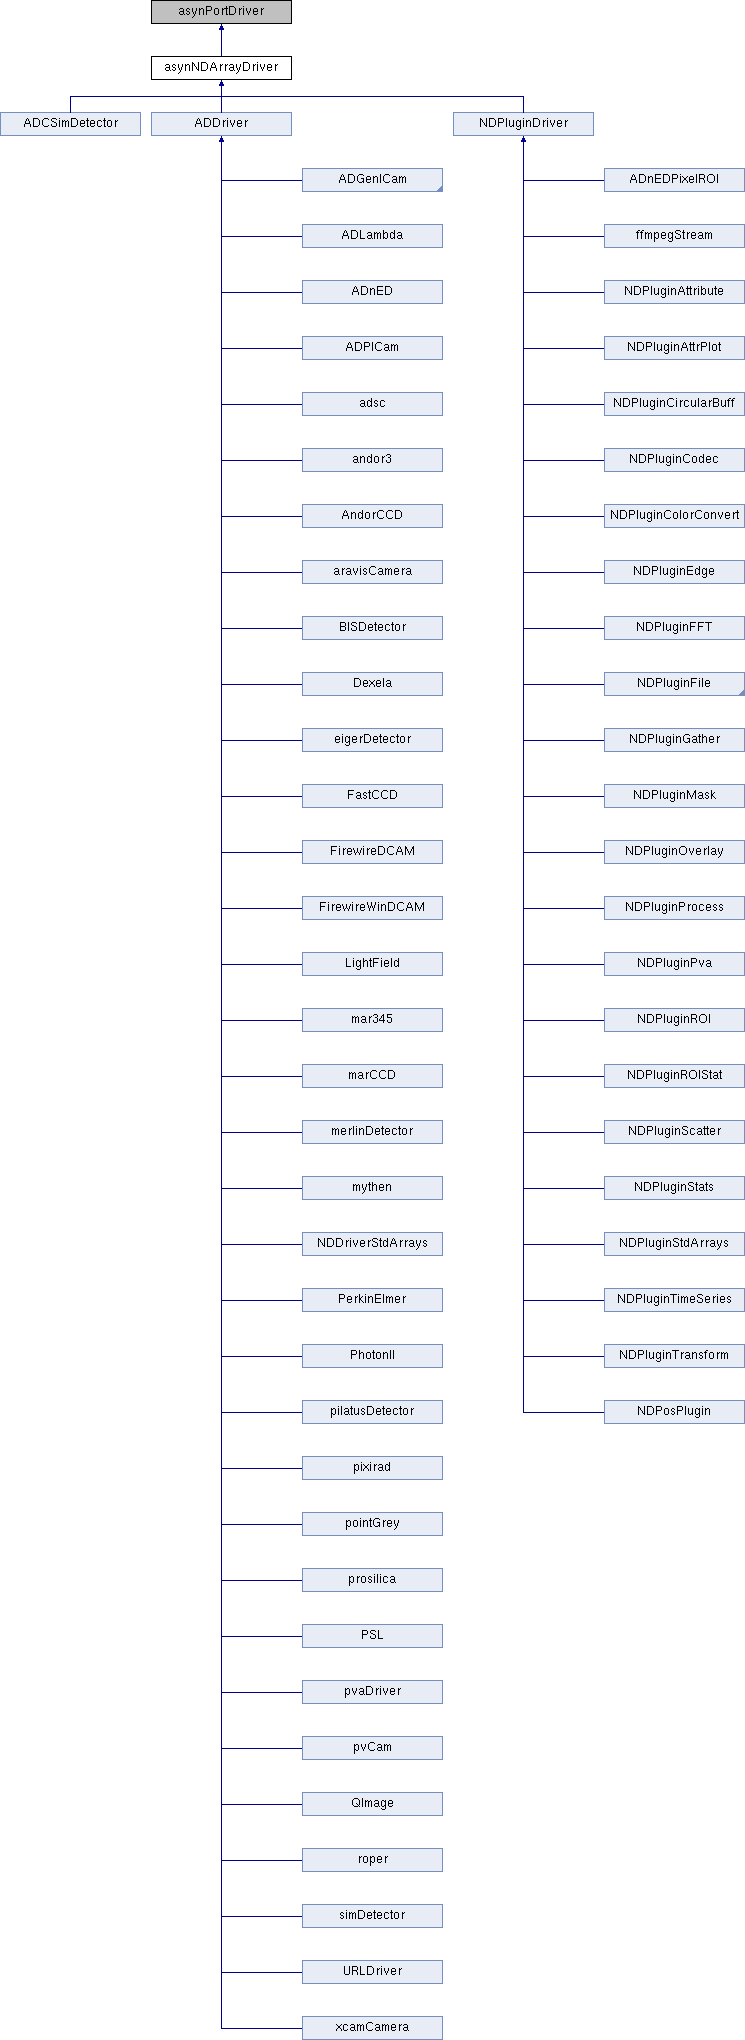 asynPortDriver
asynNDArrayDriver
ADCSimDetector
ADDriver
NDPluginDriver
ADGenICam
ADnEDPixelROI
ADLambda
ffmpegStream
ADnED
NDPluginAttribute
ADPICam
NDPluginAttrPlot
adsc
NDPluginCircularBuff
andor3
NDPluginCodec
AndorCCD
NDPluginColorConvert
aravisCamera
NDPluginEdge
BISDetector
NDPluginFFT
Dexela
NDPluginFile
eigerDetector
NDPluginGather
FastCCD
NDPluginMask
FirewireDCAM
NDPluginOverlay
FirewireWinDCAM
NDPluginProcess
LightField
NDPluginPva
mar345
NDPluginROI
marCCD
NDPluginROIStat
merlinDetector
NDPluginScatter
mythen
NDPluginStats
NDDriverStdArrays
NDPluginStdArrays
PerkinElmer
NDPluginTimeSeries
PhotonII
NDPluginTransform
pilatusDetector
NDPosPlugin
pixirad
pointGrey
prosilica
PSL
pvaDriver
pvCam
QImage
roper
simDetector
URLDriver
xcamCamera